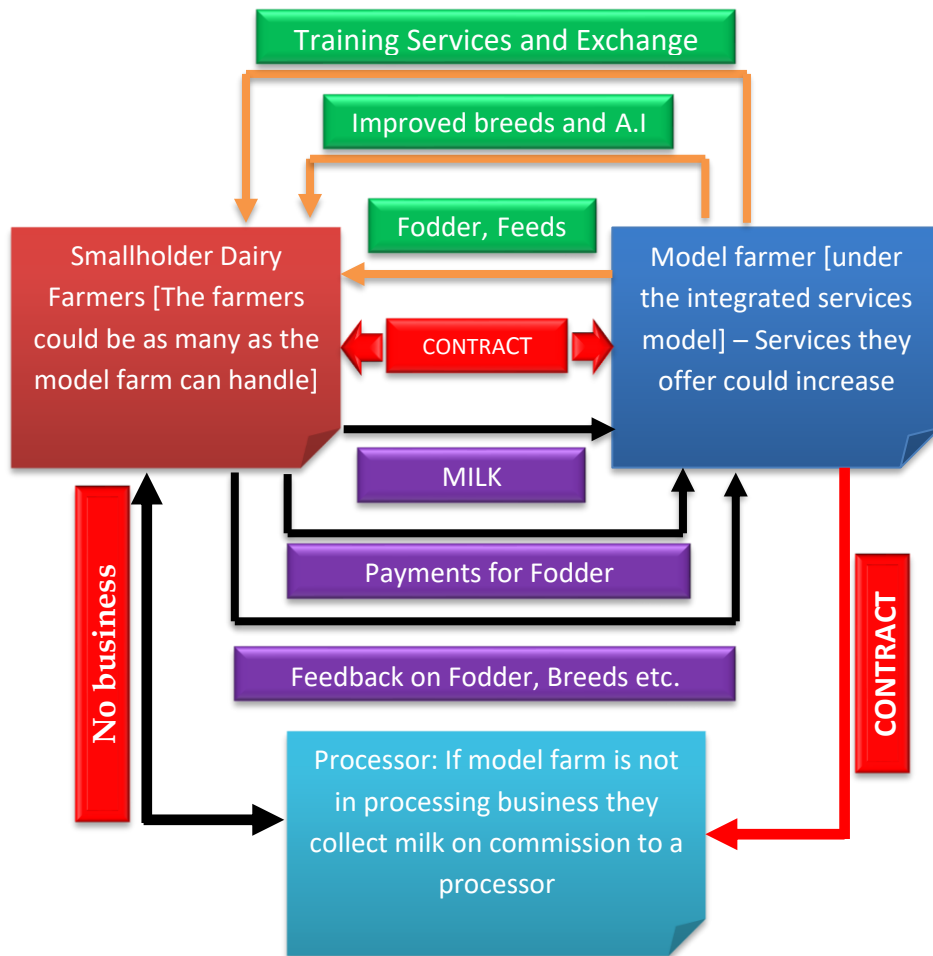 Training Services and Exchange
Improved breeds and A.I
Fodder, Feeds
Smallholder Dairy
Farmers [The farmers
could be as many as the
model farm can handle]
CONTRACT
Model farmer [under
the integrated services
model] – Services they
offer could increase
MILK
Payments for Fodder
Feedback on Fodder, Breeds etc.
No business
CONTRACT
Processor: If model farm is not
in processing business they
collect milk on commission to a
processor